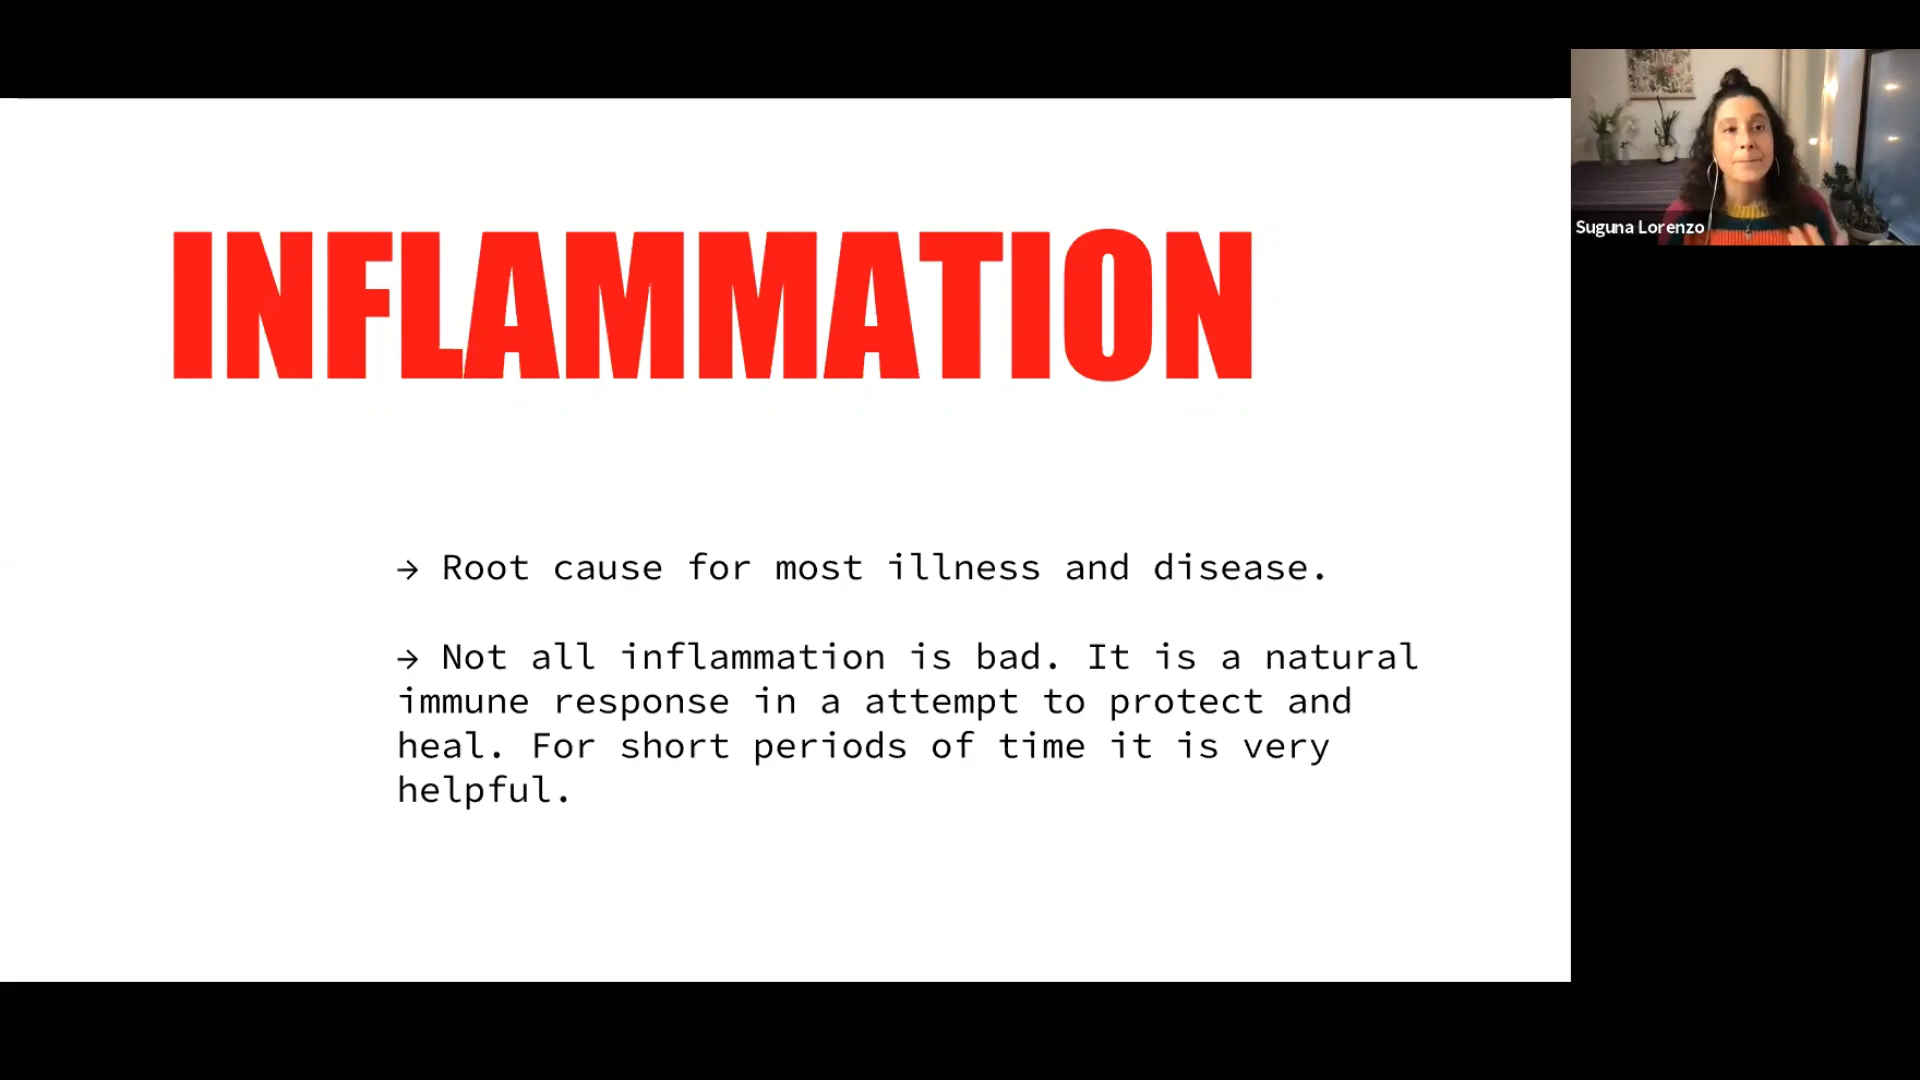 INFLAMMATION
→ Root cause for most illness and disease.
→ Not all inflammation is bad. It is a natural
immune response in a attempt to protect and
heal. For short periods of time it is very
helpful.
Suguna Lorenzo